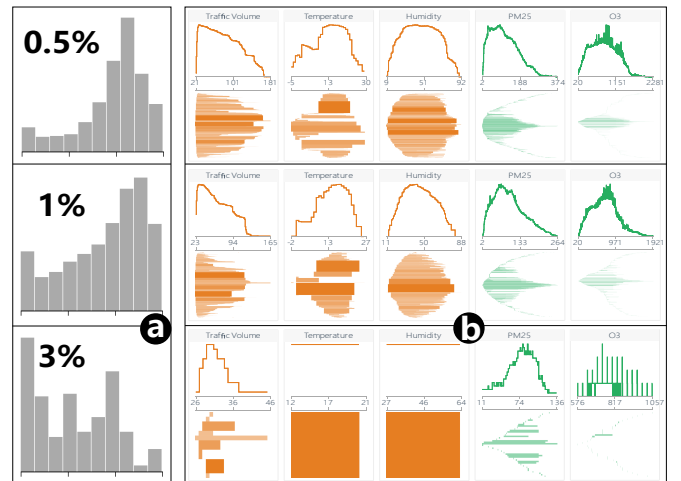 0.5%
Traffic Volume Temperature Humidity PM25 O3
21 101 181 -5 13 30 9 51 92 2 188 374 20 1151 2281
1%
Traffic Volume Temperature Humidity PM25 O3
23 94 165 -2 13 27 11 50 88 2 133 264 20 971 1921
a
b
3%
Traffic Volume Temperature Humidity PM25 O3
26 36 46 12 17 23 27 46 64 11 74 136 576 817 1057